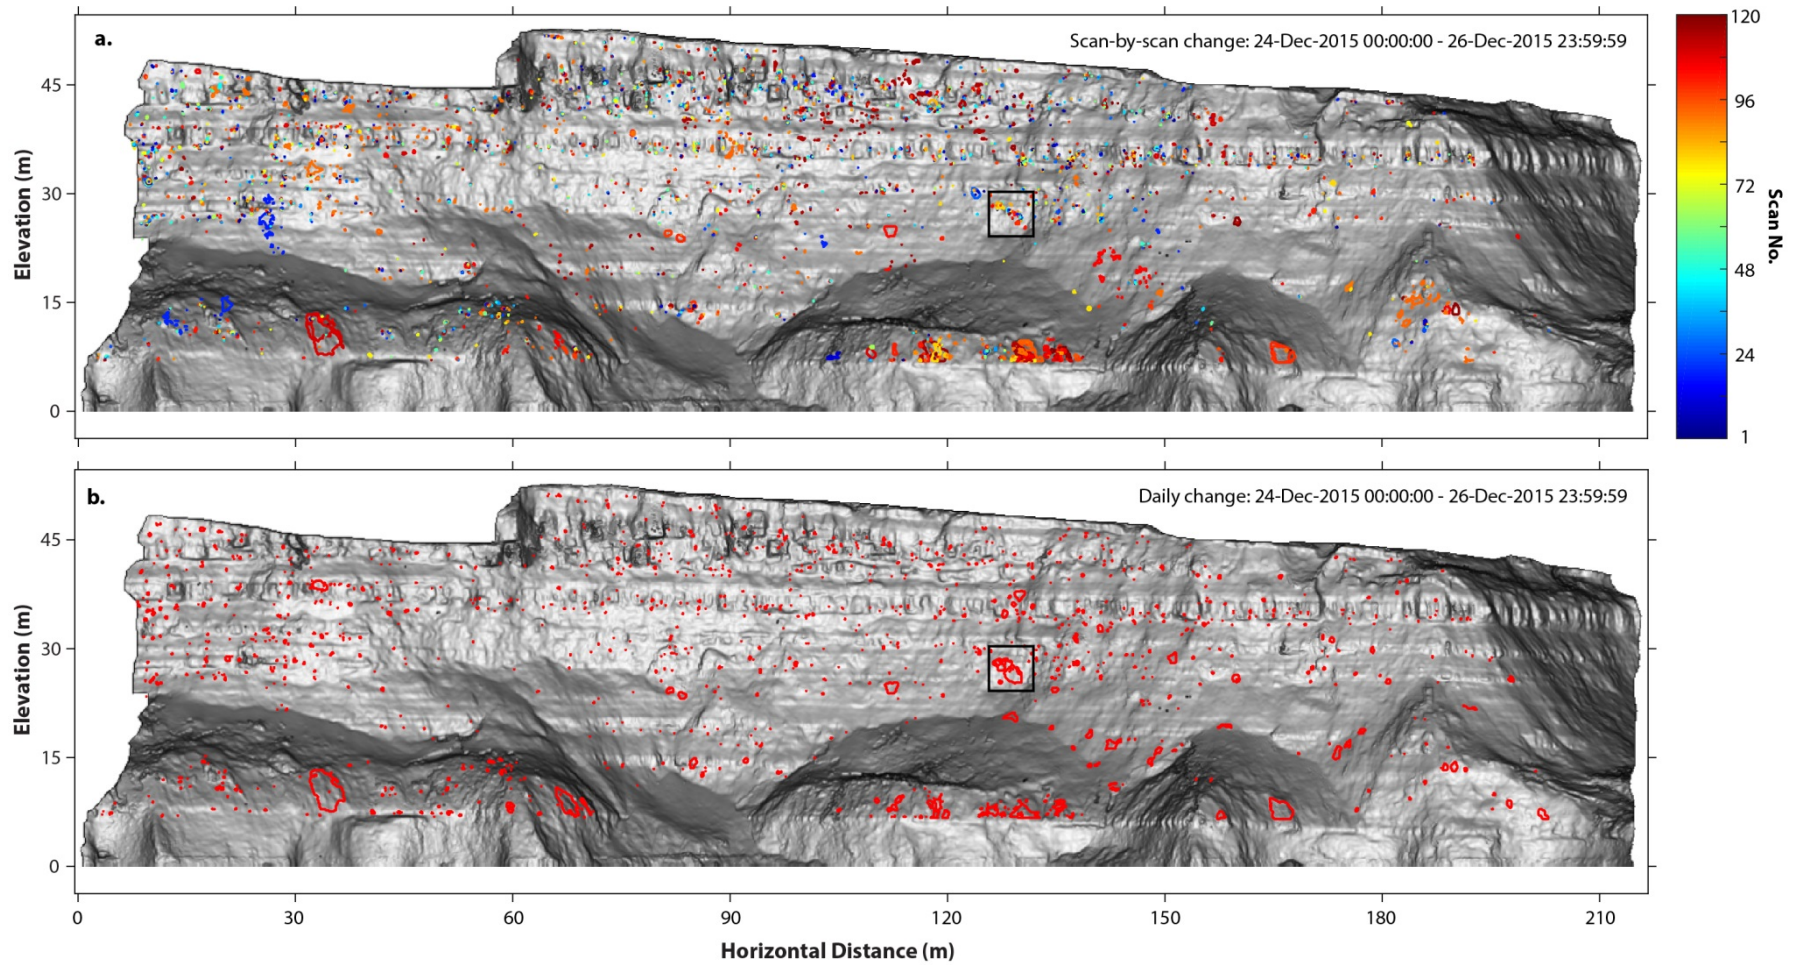 a.
Scan-by-scan change: 24-Dec-2015 00:00:00 - 26-Dec-2015 23:59:59
45
30
15
0
Elevation (m)
120
96
72
48
24
1
Scan No.
b.
Daily change: 24-Dec-2015 00:00:00 - 26-Dec-2015 23:59:59
45
30
15
0
Elevation (m)
0 30 60 90 120 150 180 210
Horizontal Distance (m)